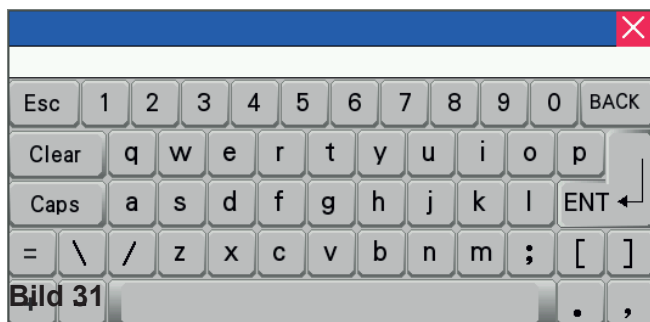 Esc 1 2 3 4 5 6 7 8 9 0 BACK
Clear q w e r t y u i o p
Caps a s d f g h j k l ENT
= \ / z x c v b n m ; [ ]
Bild 31 . ,